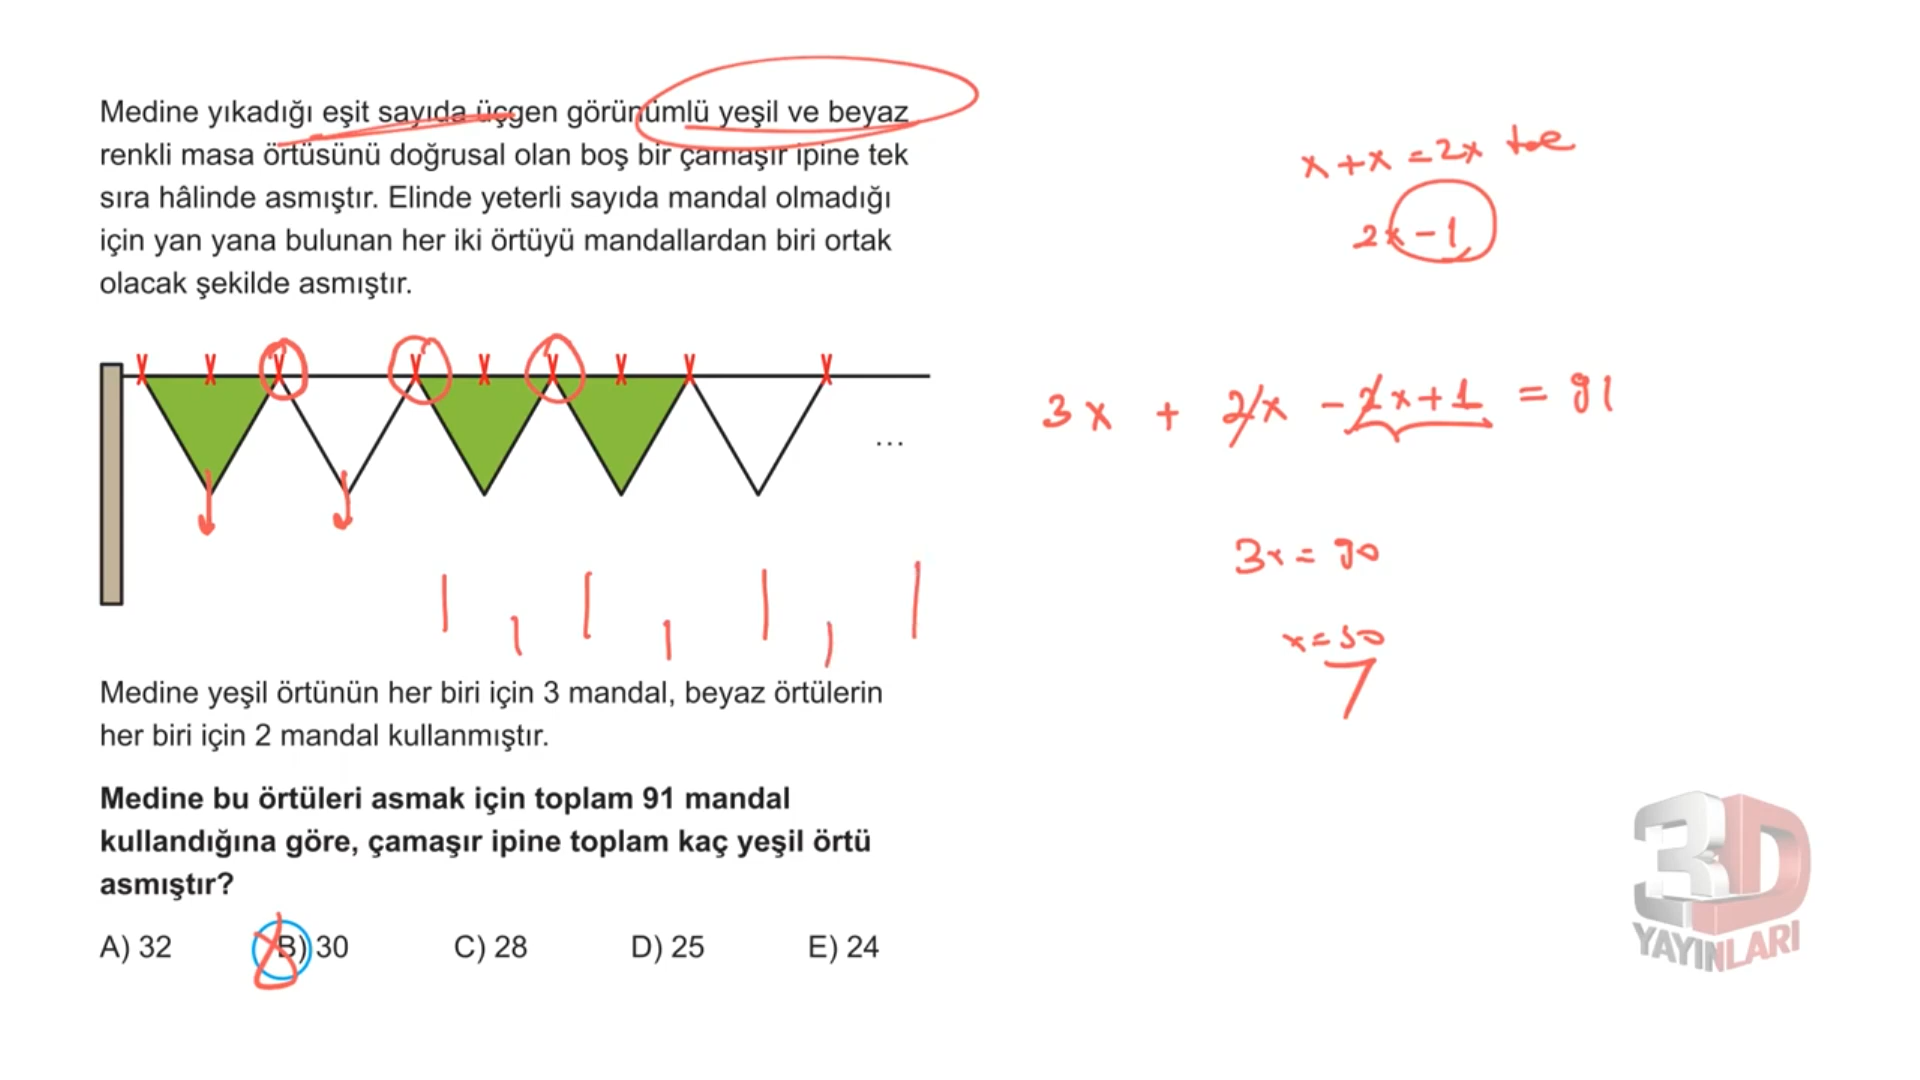 Medine yıkadığı eşit sayıda üçgen görünümlü yeşil ve beyaz
renkli masa örtüsünü doğrusal olan boş bir çamaşır ipine tek
sıra hâlinde asmıştır. Elinde yeterli sayıda mandal olmadığı
için yan yana bulunan her iki örtüyü mandallardan biri ortak
olacak şekilde asmıştır.
...
Medine yeşil örtünün her biri için 3 mandal, beyaz örtülerin
her biri için 2 mandal kullanmıştır.
Medine bu örtüleri asmak için toplam 91 mandal
kullandığına göre, çamaşır ipine toplam kaç yeşil örtü
asmıştır?
A) 32 B) 30 C) 28 D) 25 E) 24
x + x = 2x
2x - 1
3x + 2x - 2x + 1 = 91
3x = 90
x = 30
3D
YAYINLARI